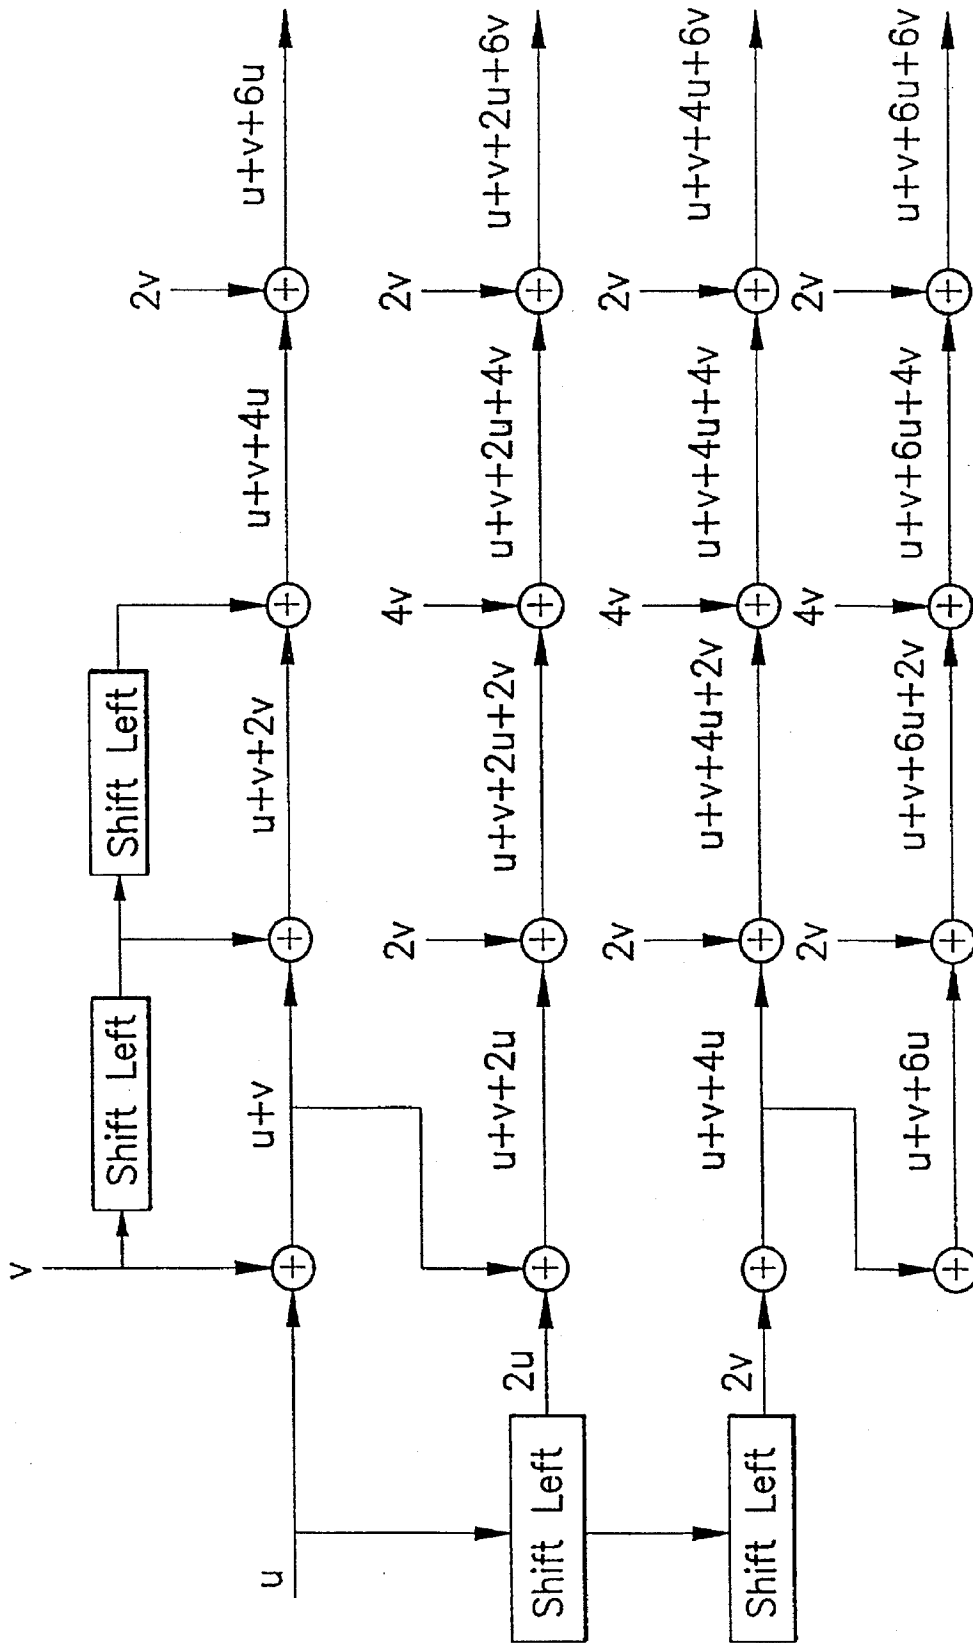 v
Shift Left
Shift Left
2v
u
u+v
u+v+2v
u+v+4u
u+v+6u
2v
4v
2v
Shift Left
2u
u+v+2u
u+v+2u+2v
u+v+2u+4v
u+v+2u+6v
2v
4v
2v
Shift Left
2v
u+v+4u
u+v+4u+2v
u+v+4u+4v
u+v+4u+6v
2v
4v
2v
u+v+6u
u+v+6u+2v
u+v+6u+4v
u+v+6u+6v